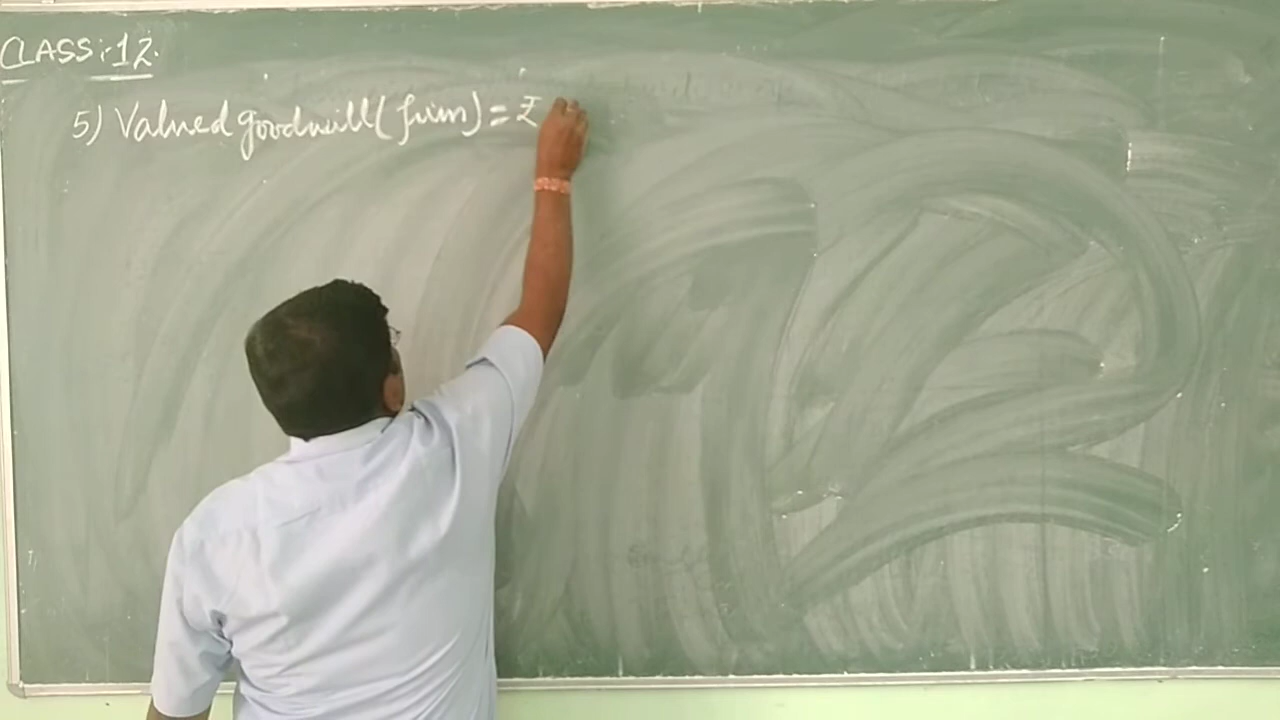 CLASS:-12.
5) Valued goodwill (firm) = ₹